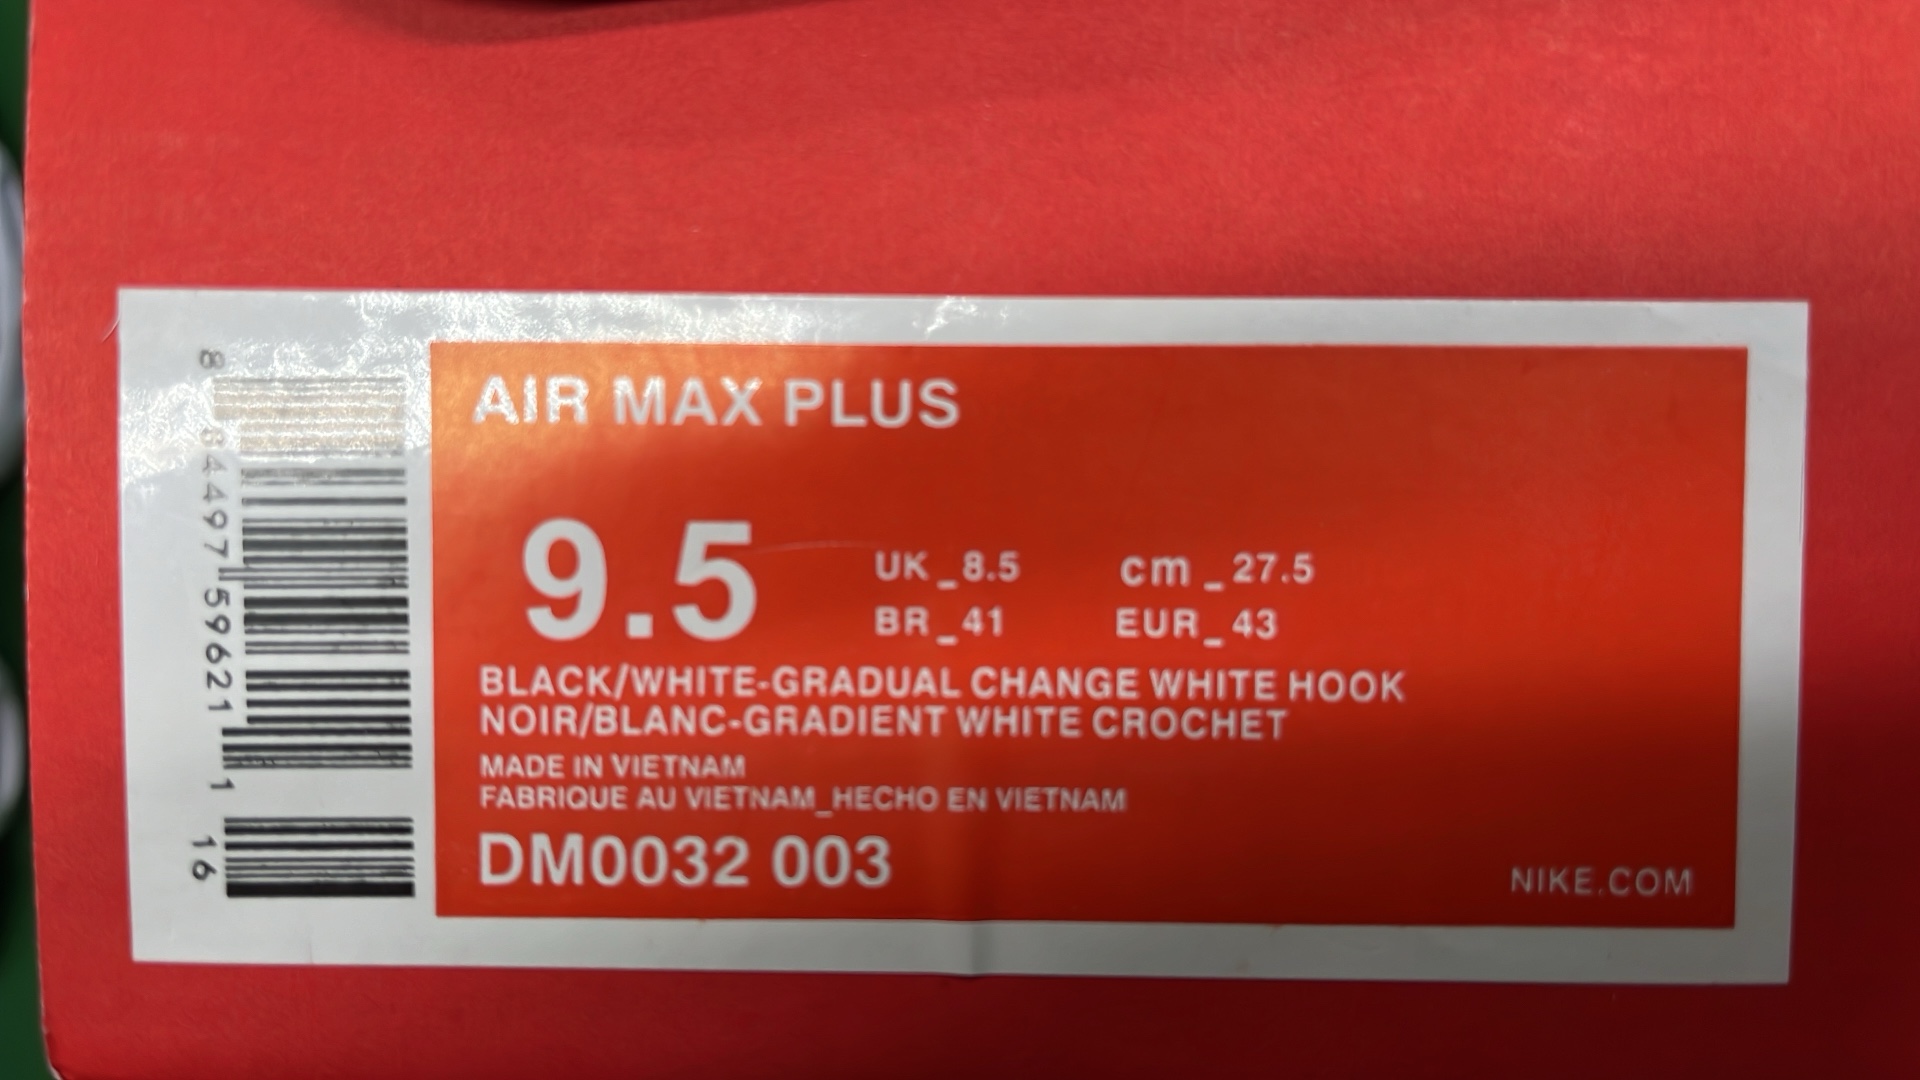 AIR MAX PLUS
9.5
UK_8.5 cm_27.5
BR_41 EUR_43
BLACK/WHITE-GRADUAL CHANGE WHITE HOOK
NOIR/BLANC-GRADIENT WHITE CROCHET
MADE IN VIETNAM
FABRIQUE AU VIETNAM_HECHO EN VIETNAM
DM0032 003
NIKE.COM
8 84497 59621 1
16